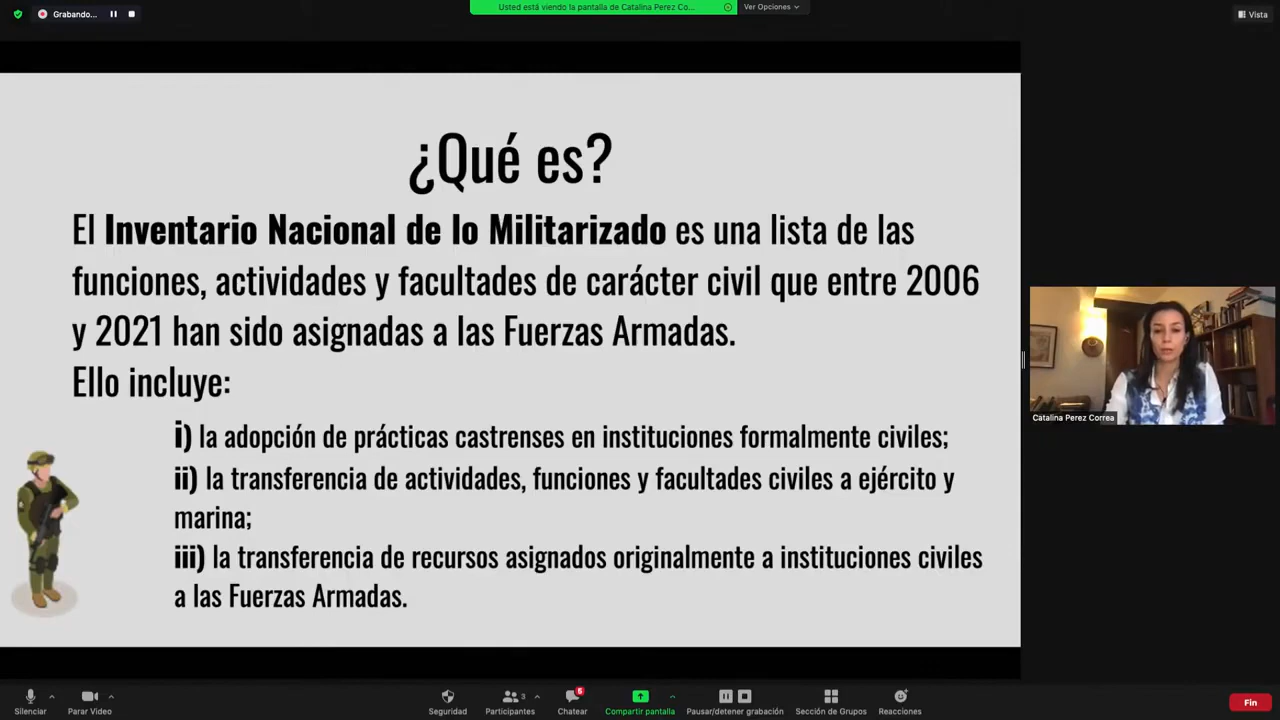 Grabando...
Usted está viendo la pantalla de Catalina Perez Co...
Ver Opciones
Vista
¿Qué es?
El Inventario Nacional de lo Militarizado es una lista de las
funciones, actividades y facultades de carácter civil que entre 2006
y 2021 han sido asignadas a las Fuerzas Armadas.
Ello incluye:
i) la adopción de prácticas castrenses en instituciones formalmente civiles;
ii) la transferencia de actividades, funciones y facultades civiles a ejército y
marina;
iii) la transferencia de recursos asignados originalmente a instituciones civiles
a las Fuerzas Armadas.
Catalina Perez Correa
Silenciar
Parar Video
Seguridad
3
Participantes
6
Chatear
Compartir pantalla
Pausar/detener grabación
Sección de Grupos
Reacciones
Fin